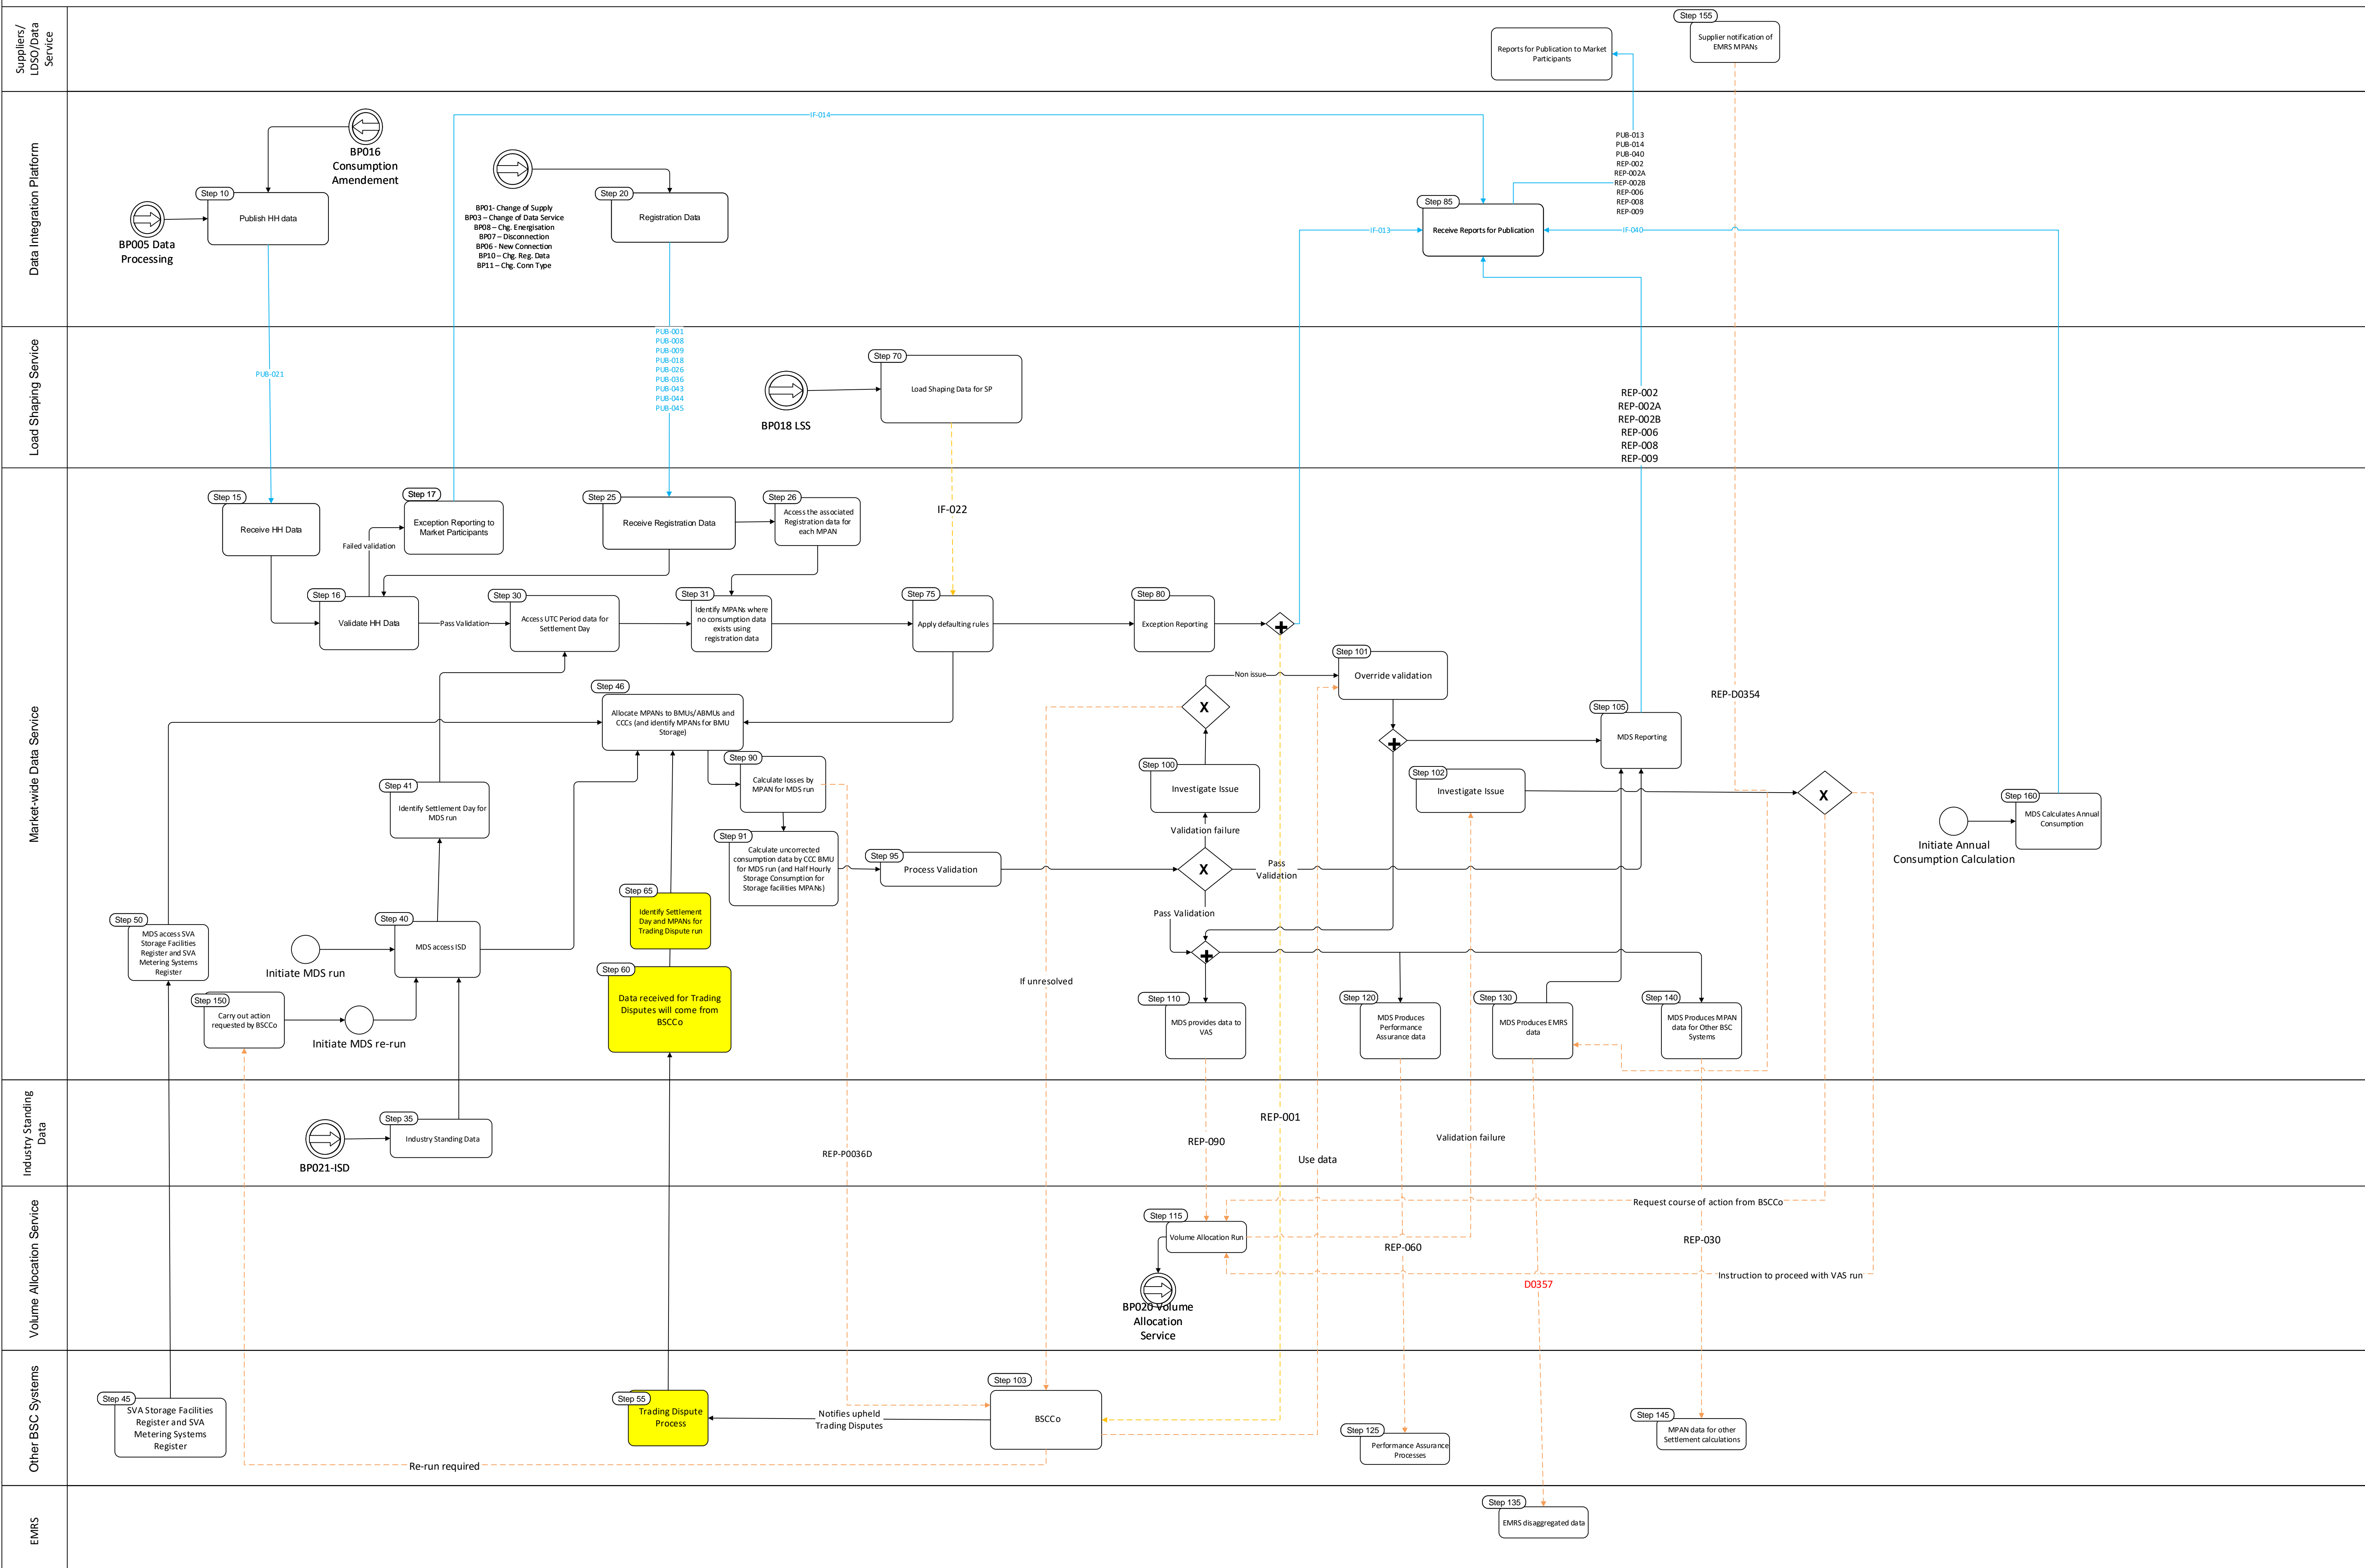 Suppliers/
LDSO/Data
Service
Step 155
Supplier notification of
EMRS MPANs
Reports for Publication to Market
Participants
Data Integration Platform
BP016
Consumption
Amendement
Step 10
Publish HH data
BP005 Data
Processing
IF-014
BP01- Change of Supply
BP03 – Change of Data Service
BP08 – Chg. Energisation
BP07 – Disconnection
BP06 - New Connection
BP10 – Chg. Reg. Data
BP11 – Chg. Conn Type
Step 20
Registration Data
Step 85
Receive Reports for Publication
IF-013
IF-040
PUB-013
PUB-014
PUB-040
REP-002
REP-002A
REP-002B
REP-006
REP-008
REP-009
Load Shaping Service
PUB-021
PUB-001
PUB-008
PUB-009
PUB-018
PUB-026
PUB-036
PUB-043
PUB-044
PUB-045
BP018 LSS
Step 70
Load Shaping Data for SP
REP-002
REP-002A
REP-002B
REP-006
REP-008
REP-009
Market-wide Data Service
Step 15
Receive HH Data
Step 17
Exception Reporting to
Market Participants
Failed validation
Step 25
Receive Registration Data
Step 26
Access the associated
Registration data for
each MPAN
IF-022
Step 16
Validate HH Data
Pass Validation
Step 30
Access UTC Period data for
Settlement Day
Step 31
Identify MPANs where
no consumption data
exists using
registration data
Step 75
Apply defaulting rules
Step 80
Exception Reporting
Step 101
Override validation
Non issue
X
REP-D0354
Step 46
Allocate MPANs to BMUs/ABMUs and
CCCs (and identify MPANs for BMU
Storage)
Step 105
MDS Reporting
Step 41
Identify Settlement Day for
MDS run
Step 90
Calculate losses by
MPAN for MDS run
Step 100
Investigate Issue
Step 102
Investigate Issue
X
Step 160
MDS Calculates Annual
Consumption
Initiate Annual
Consumption Calculation
Step 91
Calculate uncorrected
consumption data by CCC BMU
for MDS run (and Half Hourly
Storage Consumption for
Storage facilities MPANs)
Step 95
Process Validation
Validation failure
X
Pass
Validation
Pass Validation
Step 65
Identify Settlement
Day and MPANs for
Trading Dispute run
Step 50
MDS access SVA
Storage Facilities
Register and SVA
Metering Systems
Register
Initiate MDS run
Step 40
MDS access ISD
Step 60
Data received for Trading
Disputes will come from
BSCCo
If unresolved
Step 150
Carry out action
requested by BSCCo
Initiate MDS re-run
Step 110
MDS provides data to
VAS
Step 120
MDS Produces
Performance
Assurance data
Step 130
MDS Produces EMRS
data
Step 140
MDS Produces MPAN
data for Other BSC
Systems
Industry Standing
Data
BP021-ISD
Step 35
Industry Standing Data
REP-P0036D
REP-090
REP-001
Use data
Validation failure
Volume Allocation Service
Request course of action from BSCCo
Step 115
Volume Allocation Run
REP-060
REP-030
D0357
Instruction to proceed with VAS run
BP020 Volume
Allocation
Service
Other BSC Systems
Step 45
SVA Storage Facilities
Register and SVA
Metering Systems
Register
Step 55
Trading Dispute
Process
Notifies upheld
Trading Disputes
Step 103
BSCCo
Step 125
Performance Assurance
Processes
Step 145
MPAN data for other
Settlement calculations
Re-run required
EMRS
Step 135
EMRS disaggregated data